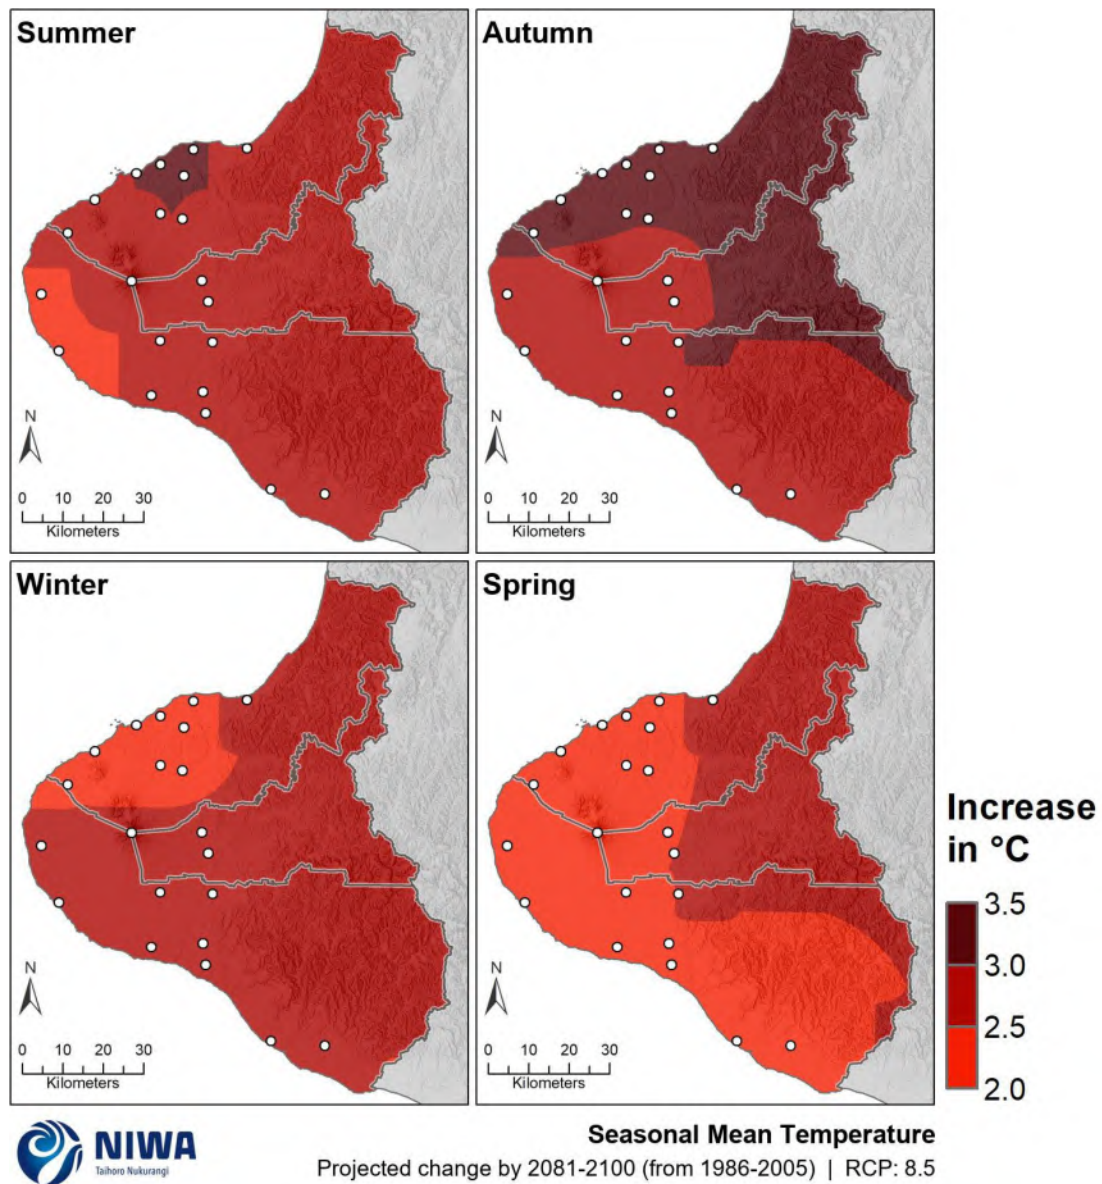 Summer
N
0 10 20 30
Kilometers
Autumn
N
0 10 20 30
Kilometers
Winter
N
0 10 20 30
Kilometers
Spring
N
0 10 20 30
Kilometers
Increase
in °C
3.5
3.0
2.5
2.0
NIWA
Taihoro Nukurangi
Seasonal Mean Temperature
Projected change by 2081-2100 (from 1986-2005) | RCP: 8.5